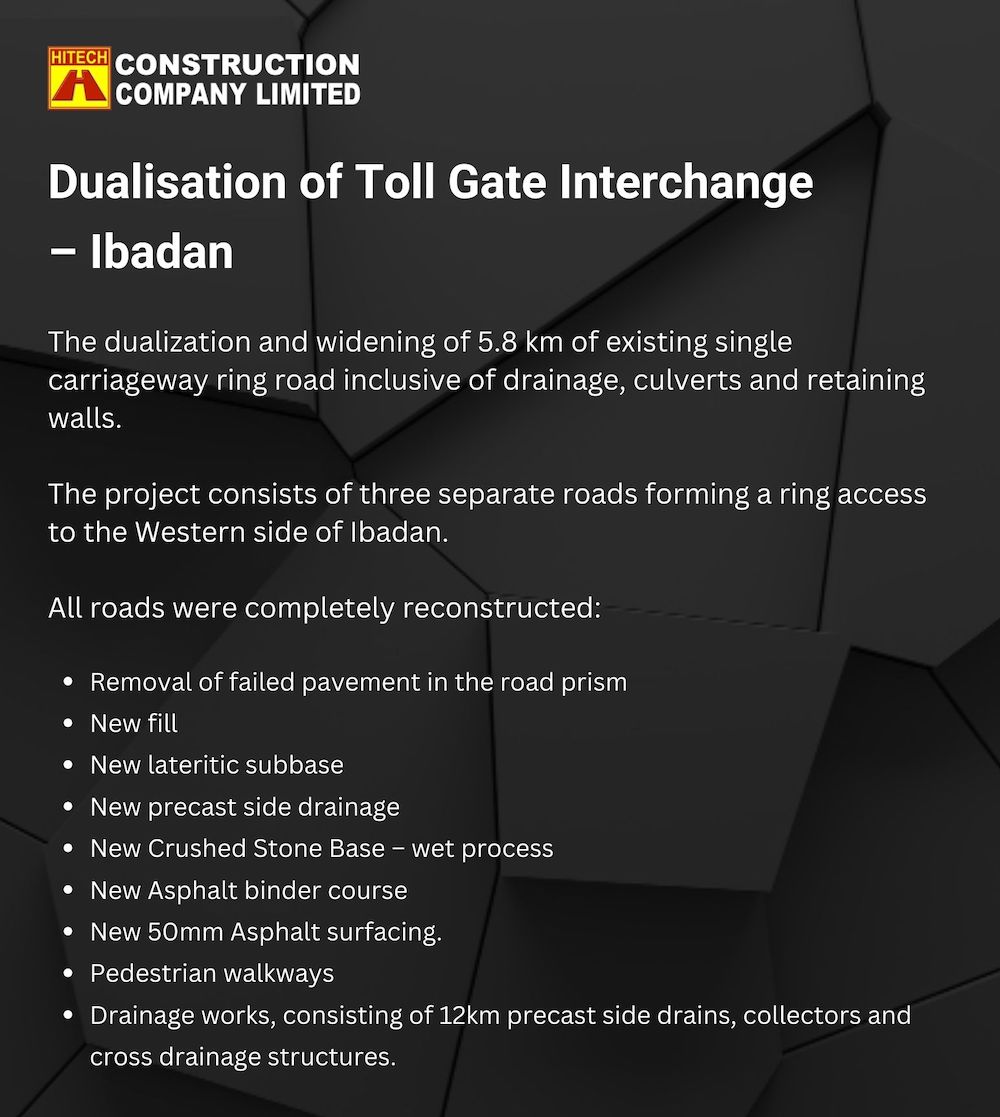 HITECH
CONSTRUCTION
COMPANY LIMITED
Dualisation of Toll Gate Interchange
– Ibadan
The dualization and widening of 5.8 km of existing single
carriageway ring road inclusive of drainage, culverts and retaining
walls.
The project consists of three separate roads forming a ring access
to the Western side of Ibadan.
All roads were completely reconstructed:
• Removal of failed pavement in the road prism
• New fill
• New lateritic subbase
• New precast side drainage
• New Crushed Stone Base – wet process
• New Asphalt binder course
• New 50mm Asphalt surfacing.
• Pedestrian walkways
• Drainage works, consisting of 12km precast side drains, collectors and
cross drainage structures.